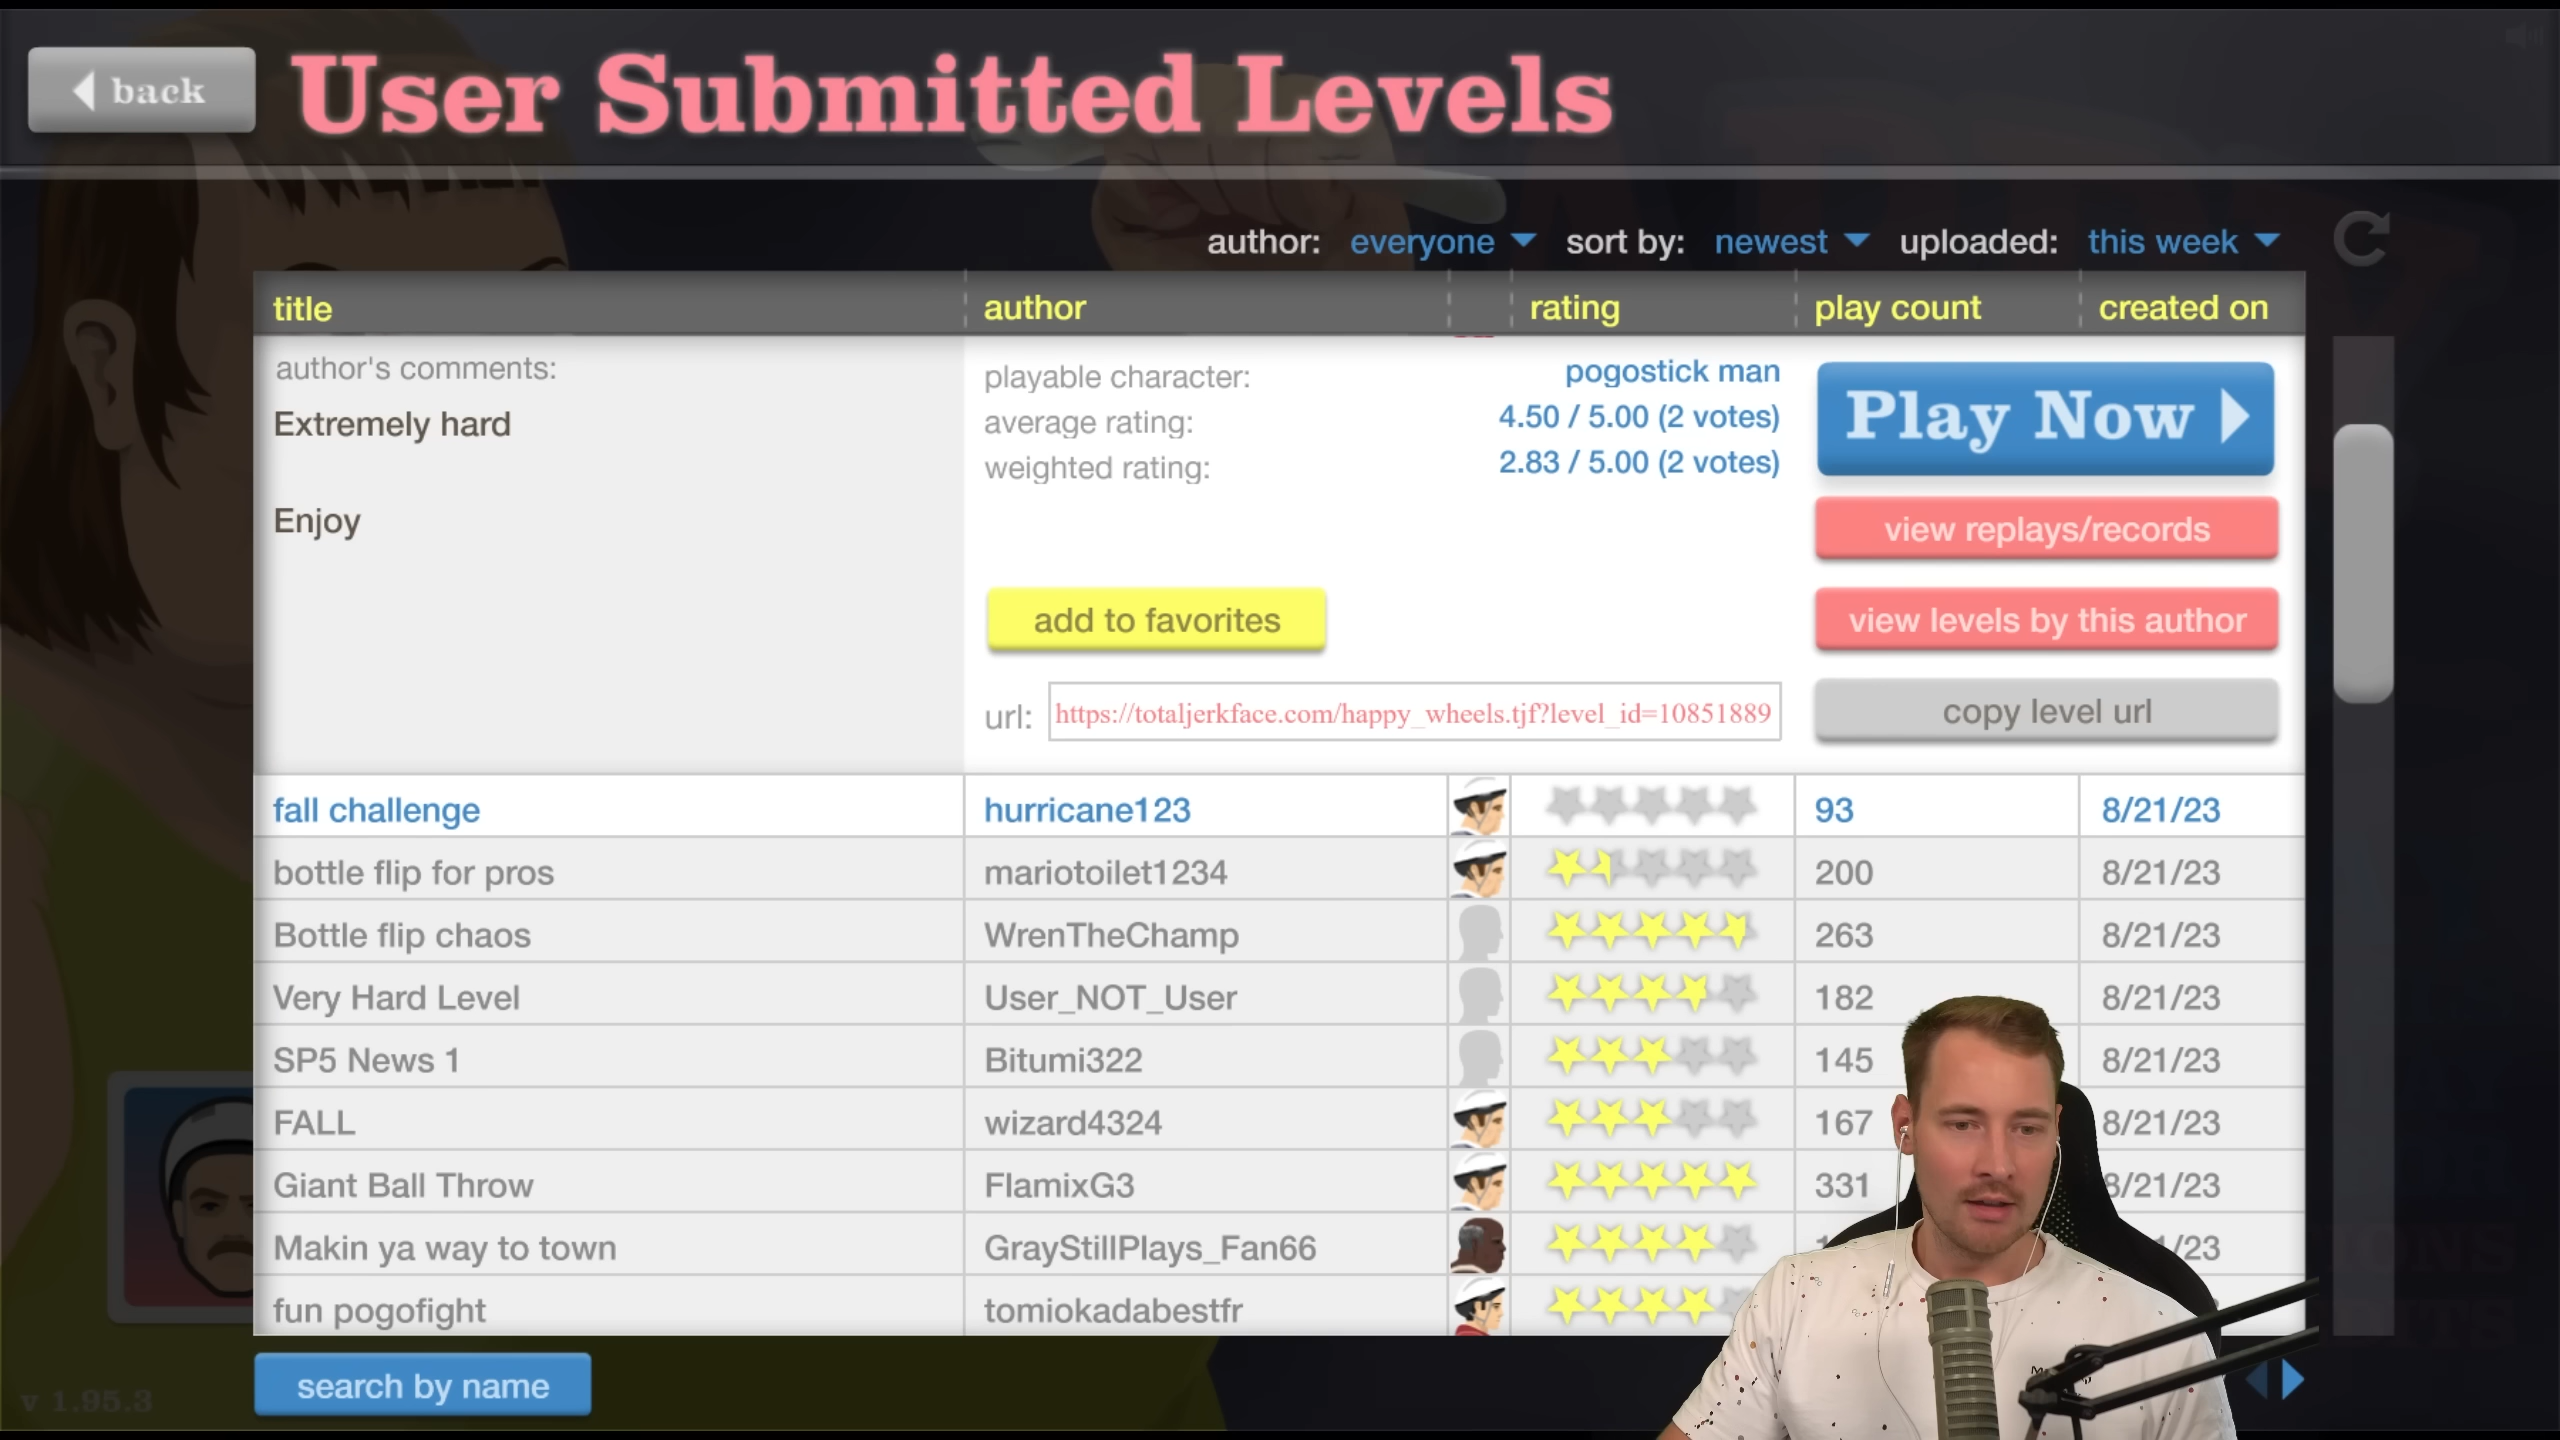 back
User Submitted Levels
author: everyone sort by: newest uploaded: this week
title author rating play count created on
author's comments:
Extremely hard
Enjoy
playable character: pogostick man
average rating: 4.50 / 5.00 (2 votes)
weighted rating: 2.83 / 5.00 (2 votes)
add to favorites
url: https://totaljerkface.com/happy_wheels.tjf?level_id=10851889
Play Now
view replays/records
view levels by this author
copy level url
fall challenge hurricane123 93 8/21/23
bottle flip for pros mariotoilet1234 200 8/21/23
Bottle flip chaos WrenTheChamp 263 8/21/23
Very Hard Level User_NOT_User 182 8/21/23
SP5 News 1 Bitumi322 145 8/21/23
FALL wizard4324 167 8/21/23
Giant Ball Throw FlamixG3 331 8/21/23
Makin ya way to town GrayStillPlays_Fan66
fun pogofight tomiokadabestfr
search by name
v 1.95.3